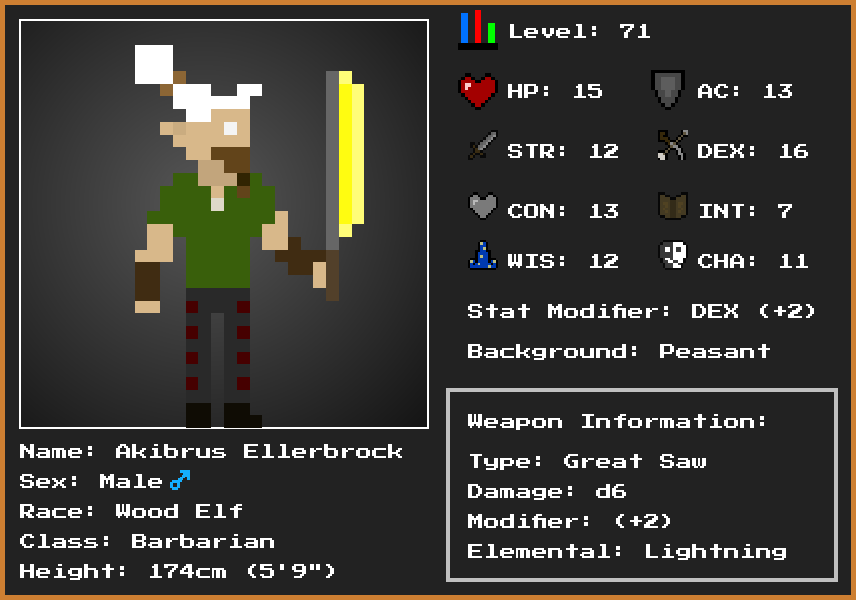 Level: 71
HP: 15
AC: 13
STR: 12
DEX: 16
CON: 13
INT: 7
WIS: 12
CHA: 11
Stat Modifier: DEX (+2)
Background: Peasant
Weapon Information:
Type: Great Saw
Damage: d6
Modifier: (+2)
Elemental: Lightning
Name: Akibrus Ellerbrock
Sex: Male ♂
Race: Wood Elf
Class: Barbarian
Height: 174cm (5'9")